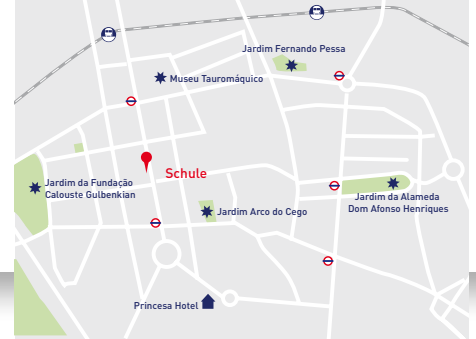 Jardim Fernando Pessa
Museu Tauromáquico
Schule
Jardim da Fundação
Calouste Gulbenkian
Jardim da Alameda
Dom Afonso Henriques
Jardim Arco do Cego
Princesa Hotel